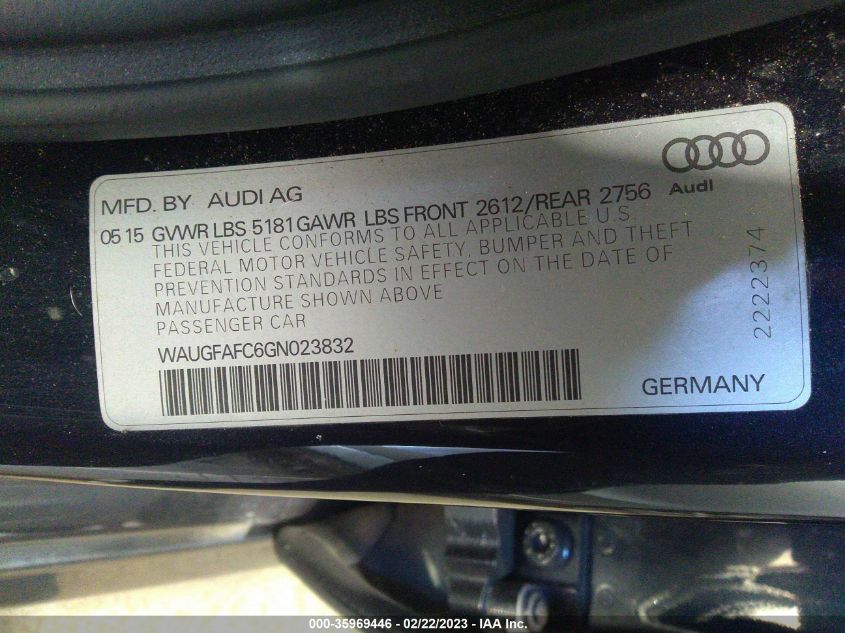 MFD. BY AUDI AG
Audi
05 15 GVWR LBS 5181 GAWR LBS FRONT 2612/REAR 2756
THIS VEHICLE CONFORMS TO ALL APPLICABLE U.S.
FEDERAL MOTOR VEHICLE SAFETY, BUMPER AND THEFT
PREVENTION STANDARDS IN EFFECT ON THE DATE OF
MANUFACTURE SHOWN ABOVE
PASSENGER CAR
2222374
WAUGFAFC6GN023832
GERMANY
000-35969446 - 02/22/2023 - IAA Inc.